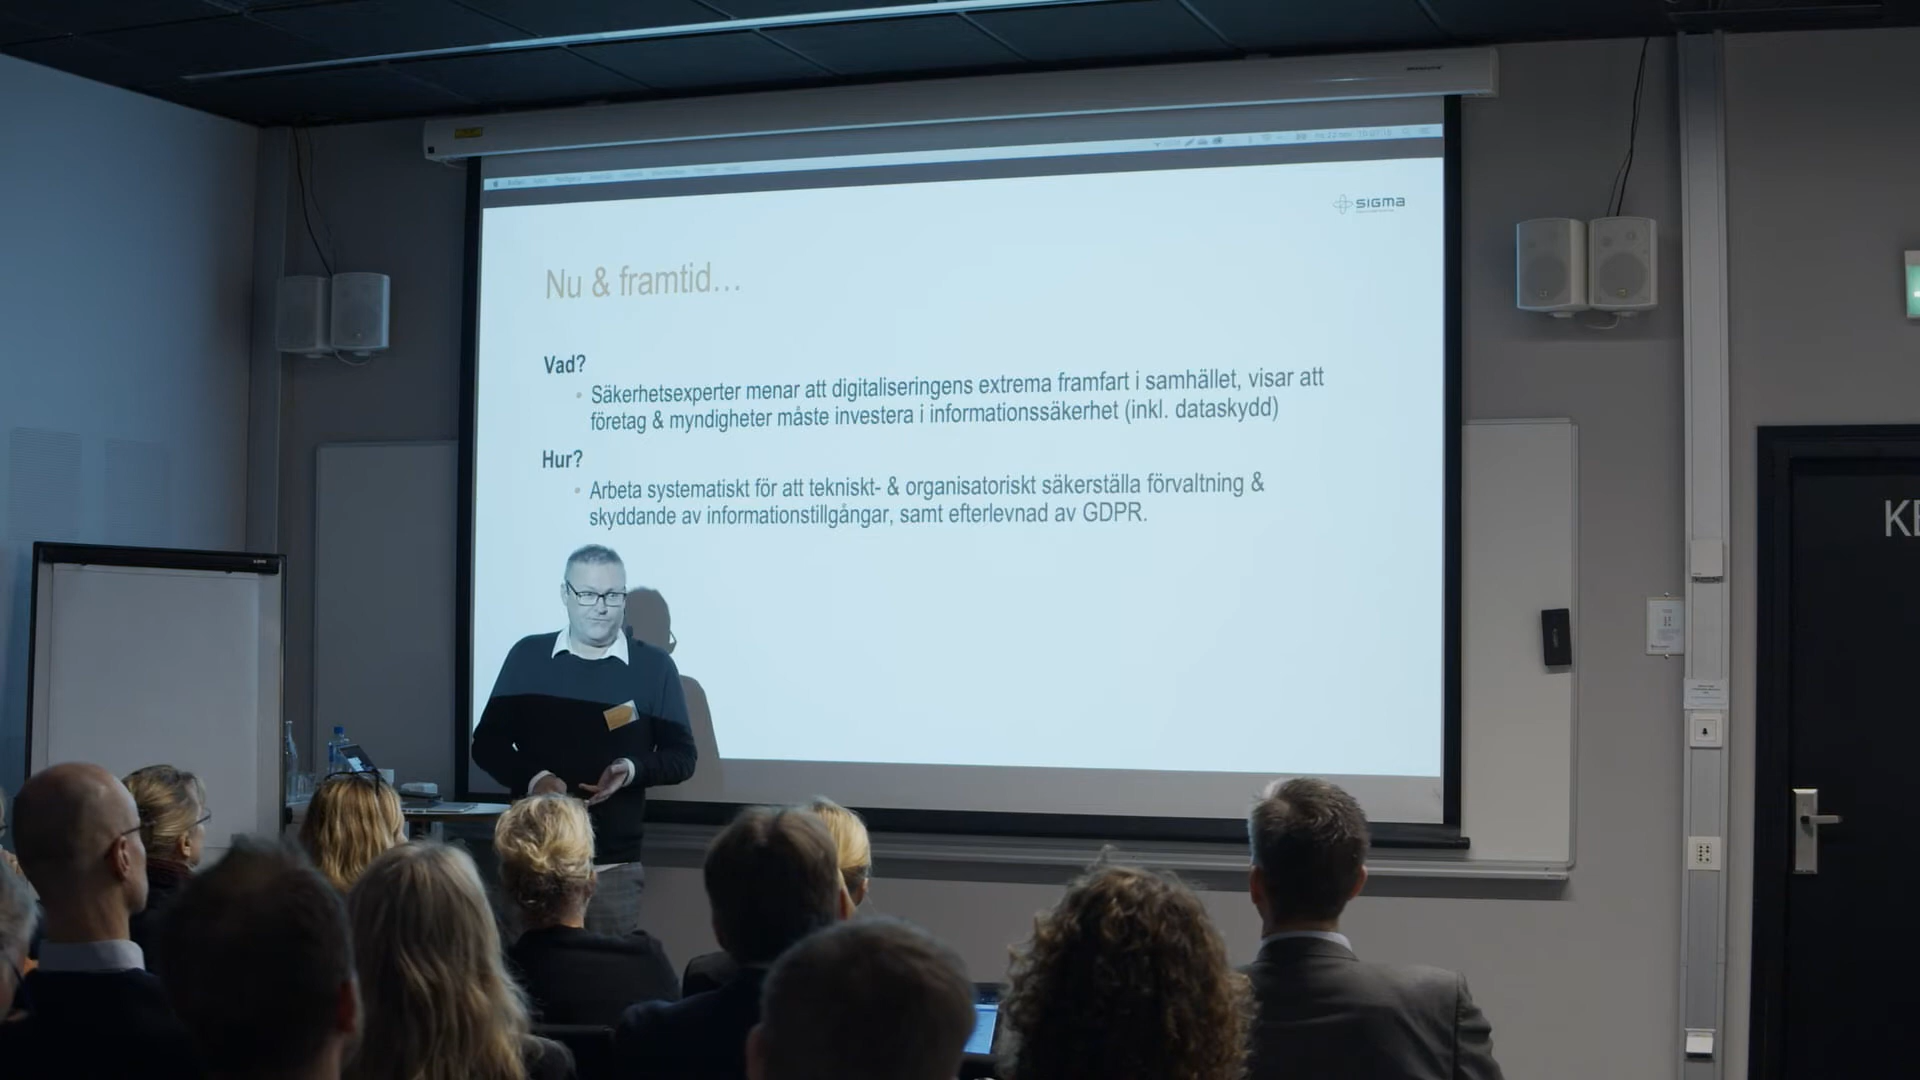 SIGMA
Nu & framtid...
Vad?
• Säkerhetsexperter menar att digitaliseringens extrema framfart i samhället, visar att
företag & myndigheter måste investera i informationssäkerhet (inkl. dataskydd)
Hur?
• Arbeta systematiskt för att tekniskt- & organisatoriskt säkerställa förvaltning &
skyddande av informationstillgångar, samt efterlevnad av GDPR.
KE